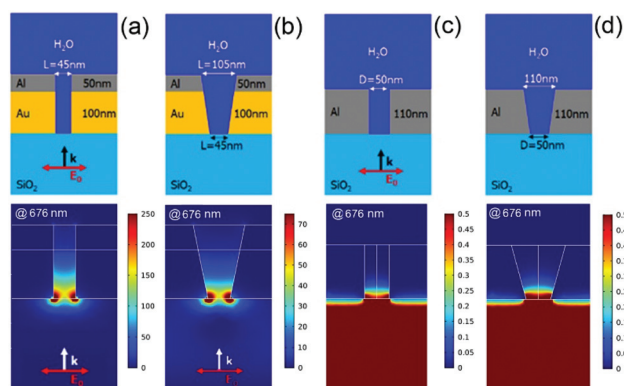 (a)
H2O
L=45nm
Al
50nm
Au
100nm
k
E0
SiO2
(b)
H2O
L=105nm
Al
50nm
Au
100nm
L=45nm
k
E0
SiO2
(c)
H2O
D=50nm
Al
110nm
k
E0
SiO2
(d)
H2O
110nm
Al
110nm
D=50nm
SiO2
@ 676 nm
250
200
150
100
50
0
k
E0
@ 676 nm
70
60
50
40
30
20
10
0
k
E0
@676 nm
0.5
0.45
0.4
0.35
0.3
0.25
0.2
0.15
0.1
0.05
0
@676 nm